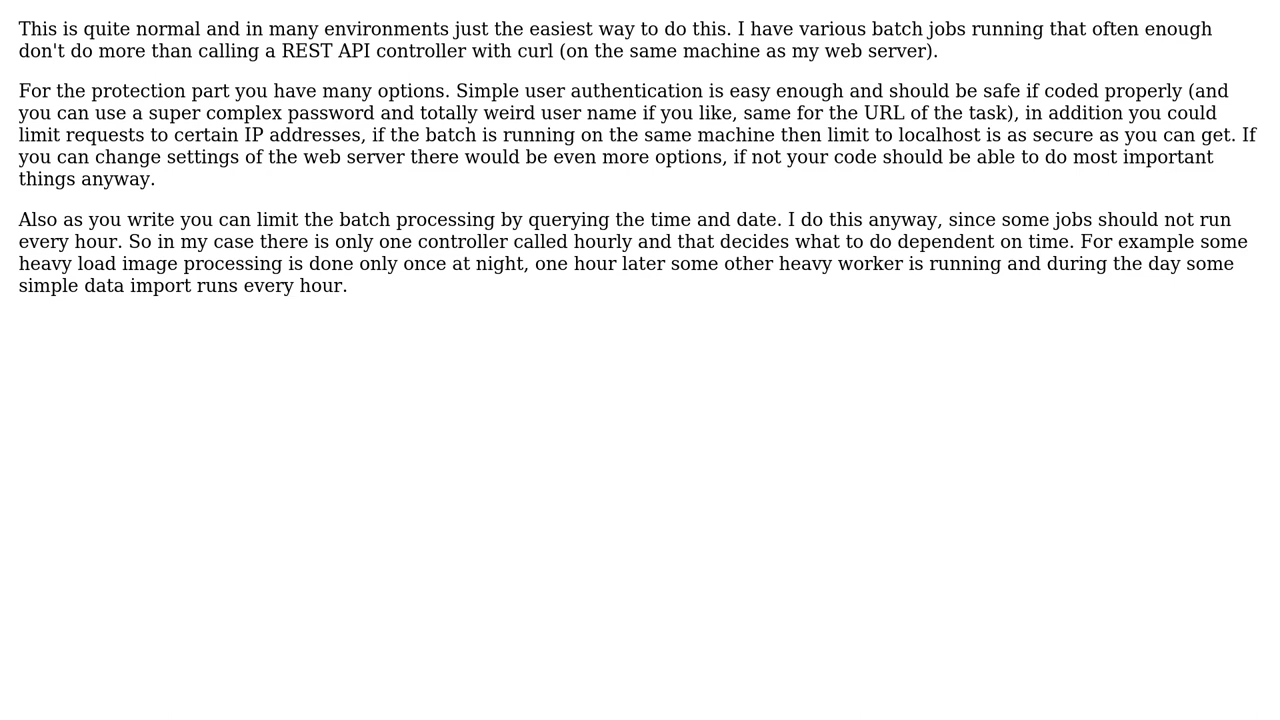 This is quite normal and in many environments just the easiest way to do this. I have various batch jobs running that often enough
don't do more than calling a REST API controller with curl (on the same machine as my web server).
For the protection part you have many options. Simple user authentication is easy enough and should be safe if coded properly (and
you can use a super complex password and totally weird user name if you like, same for the URL of the task), in addition you could
limit requests to certain IP addresses, if the batch is running on the same machine then limit to localhost is as secure as you can get. If
you can change settings of the web server there would be even more options, if not your code should be able to do most important
things anyway.
Also as you write you can limit the batch processing by querying the time and date. I do this anyway, since some jobs should not run
every hour. So in my case there is only one controller called hourly and that decides what to do dependent on time. For example some
heavy load image processing is done only once at night, one hour later some other heavy worker is running and during the day some
simple data import runs every hour.